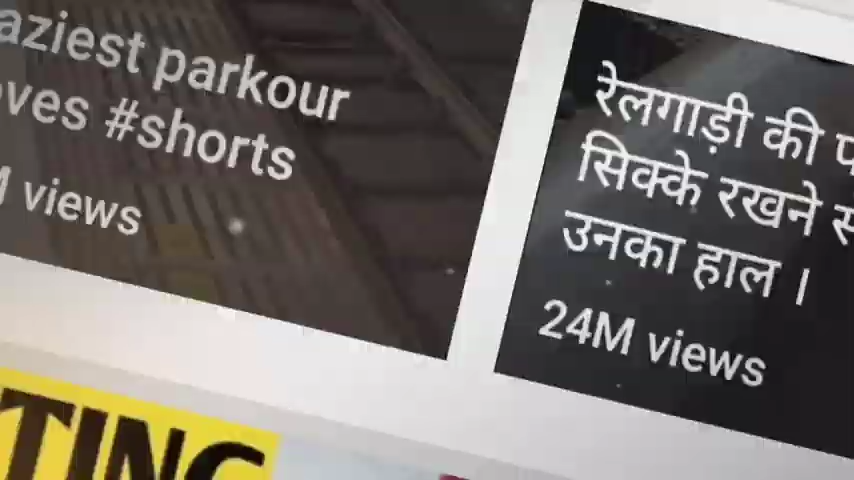 parkour
#shorts
views
रेलगाड़ी की
सिक्के रखने
उनका हाल ।
24M views